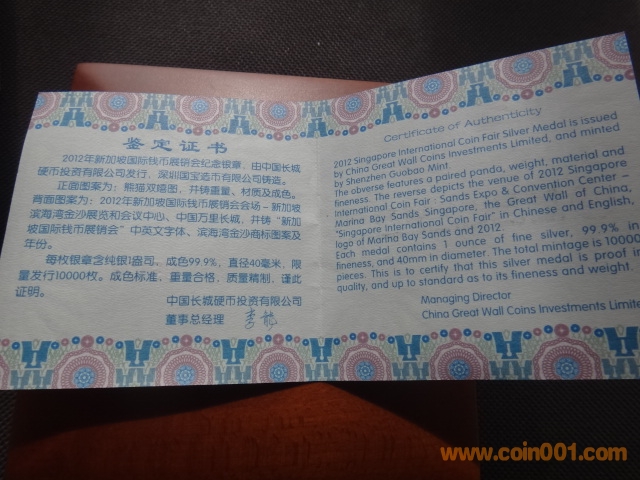 鉴定证书
2012年新加坡国际钱币展销会纪念银章，由中国长城
硬币投资有限公司发行，深圳国宝造币有限公司铸造。
正面图案为：熊猫双嬉图，并铸重量、材质及成色。
两面图案为：2012年新加坡国际钱币展销会会场－新加坡
滨海湾金沙展览和会议中心、中国万里长城，并铸“新加
坡国际钱币展销会”中英文字体、滨海湾金沙商标图案及
年份。
每枚银章含纯银1盎司、成色99.9%，直径40毫米，限
量发行10000枚。成色标准，重量合格，质量精制，谨此
证明。
中国长城硬币投资有限公司
董事总经理
Certificate of Authenticity
2012 Singapore International Coin Fair Silver Medal is issued
by China Great Wall Coins Investments Limited, and minted
by Shenzhen Guobao Mint.
The obverse features a paired panda, weight, material and
fineness. The reverse depicts the venue of 2012 Singapore
International Coin Fair : Sands Expo & Convention Center –
Marina Bay Sands Singapore, the Great Wall of China,
"Singapore International Coin Fair" in Chinese and English,
logo of Marina Bay Sands and 2012.
Each medal contains 1 ounce of fine silver, 99.9% in
fineness, and 40mm in diameter. The total mintage is 10000
pieces. This is to certify that this silver medal is proof in
quality, and up to standard as to its fineness and weight.
Managing Director
China Great Wall Coins Investments Limite
www.coin001.com